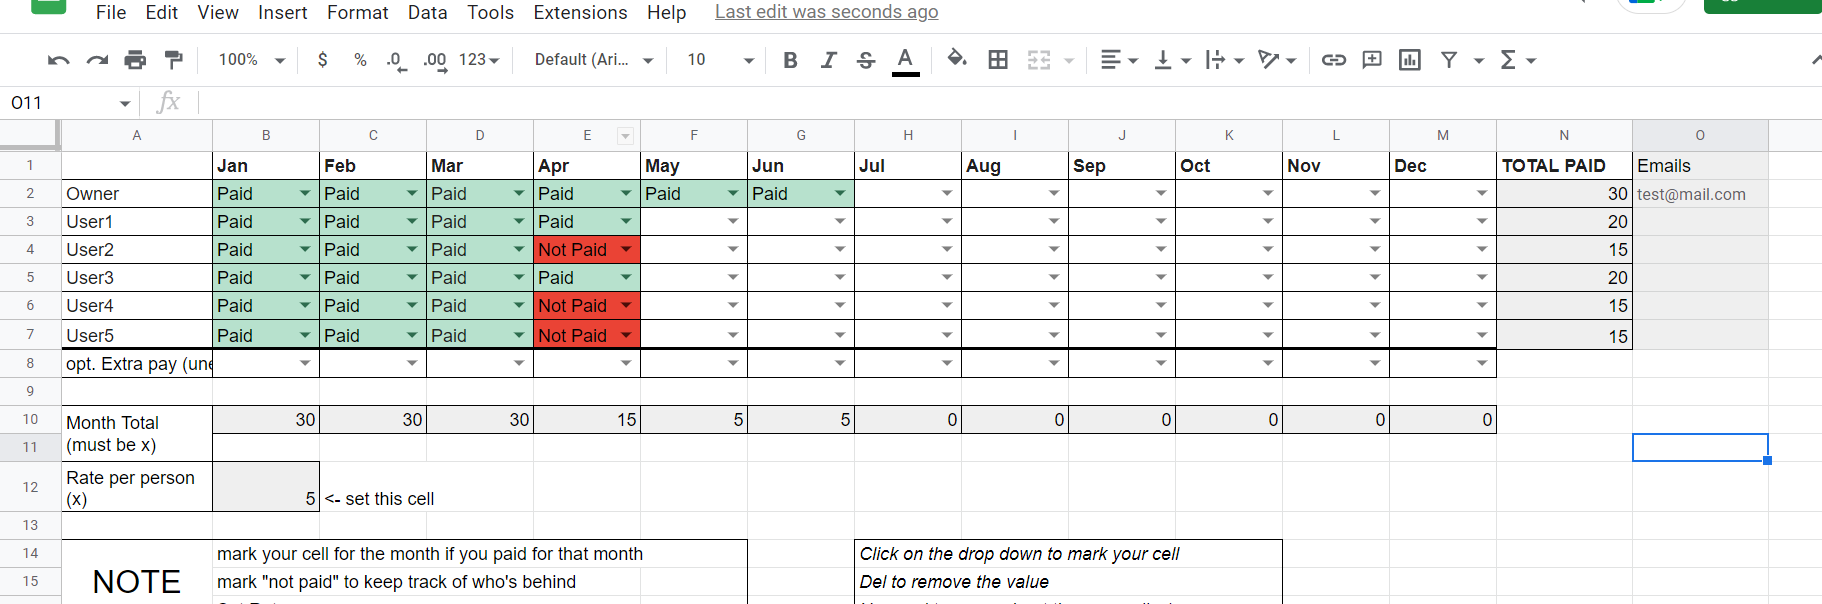 File Edit View Insert Format Data Tools Extensions Help Last edit was seconds ago
100% $ % .0 .00 123 Default (Ari... 10 B I S A
O11 fx
A B C D E F G H I J K L M N O
1 Jan Feb Mar Apr May Jun Jul Aug Sep Oct Nov Dec TOTAL PAID Emails
2 Owner Paid Paid Paid Paid Paid Paid 30 test@mail.com
3 User1 Paid Paid Paid Paid 20
4 User2 Paid Paid Paid Not Paid 15
5 User3 Paid Paid Paid Paid 20
6 User4 Paid Paid Paid Not Paid 15
7 User5 Paid Paid Paid Not Paid 15
8 opt. Extra pay (une
9
10 Month Total 30 30 30 15 5 5 0 0 0 0 0 0
11 (must be x)
Rate per person
12 (x) 5 <- set this cell
13
14 mark your cell for the month if you paid for that month Click on the drop down to mark your cell
15 NOTE mark "not paid" to keep track of who's behind Del to remove the value